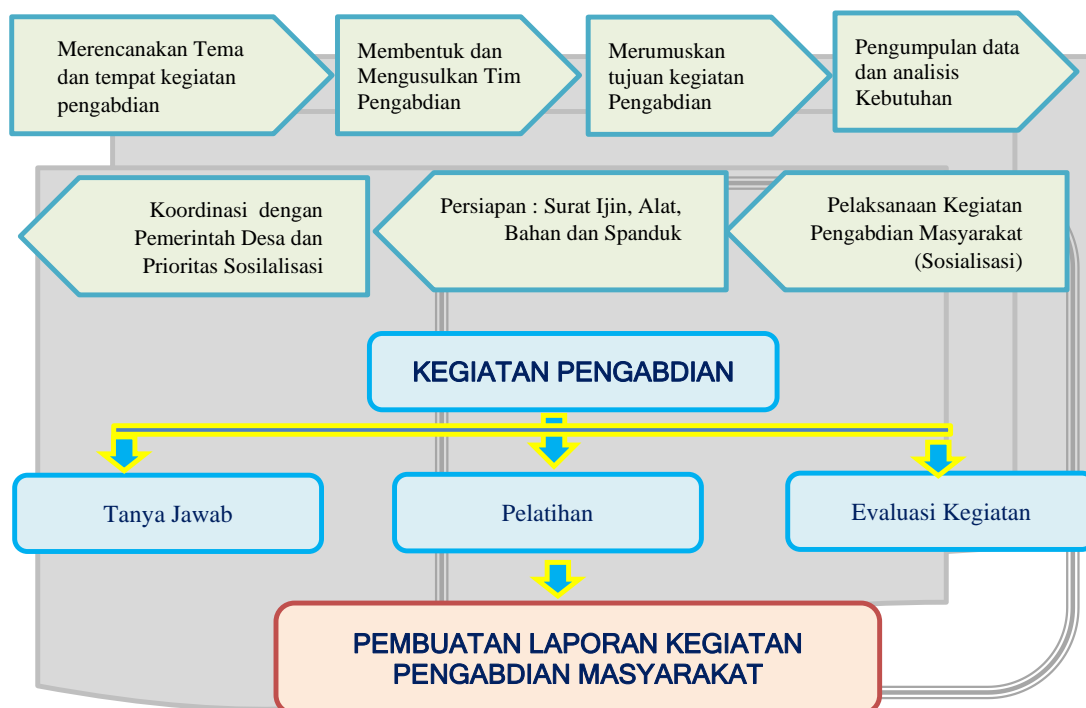 Merencanakan Tema
dan tempat kegiatan
pengabdian
Membentuk dan
Mengusulkan Tim
Pengabdian
Merumuskan
tujuan kegiatan
Pengabdian
Pengumpulan data
dan analisis
Kebutuhan
Koordinasi dengan
Pemerintah Desa dan
Prioritas Sosilalisasi
Persiapan : Surat Ijin, Alat,
Bahan dan Spanduk
Pelaksanaan Kegiatan
Pengabdian Masyarakat
(Sosialisasi)
KEGIATAN PENGABDIAN
Tanya Jawab
Pelatihan
Evaluasi Kegiatan
PEMBUATAN LAPORAN KEGIATAN
PENGABDIAN MASYARAKAT